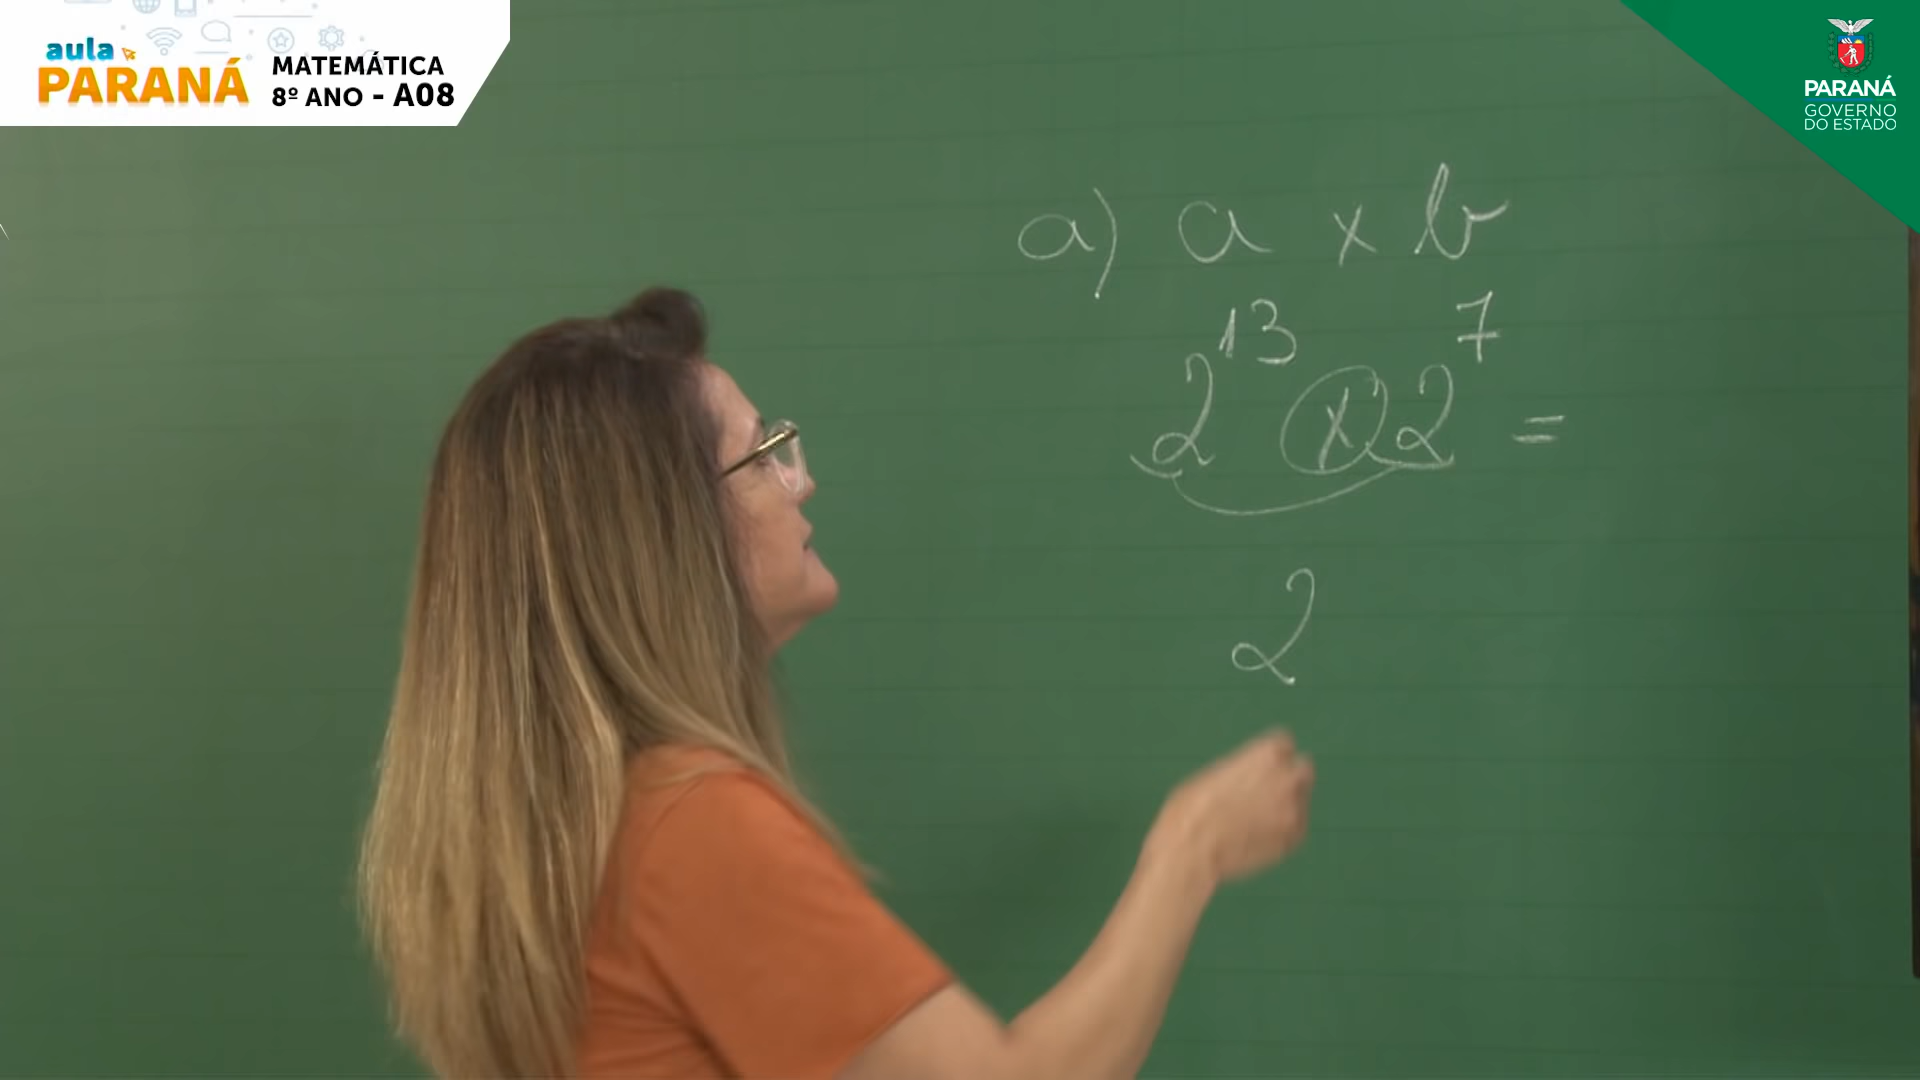 aula
PARANÁ
MATEMÁTICA
8º ANO - A08
PARANÁ
GOVERNO
DO ESTADO
a) a x b
2¹³ x 2⁷ =
2